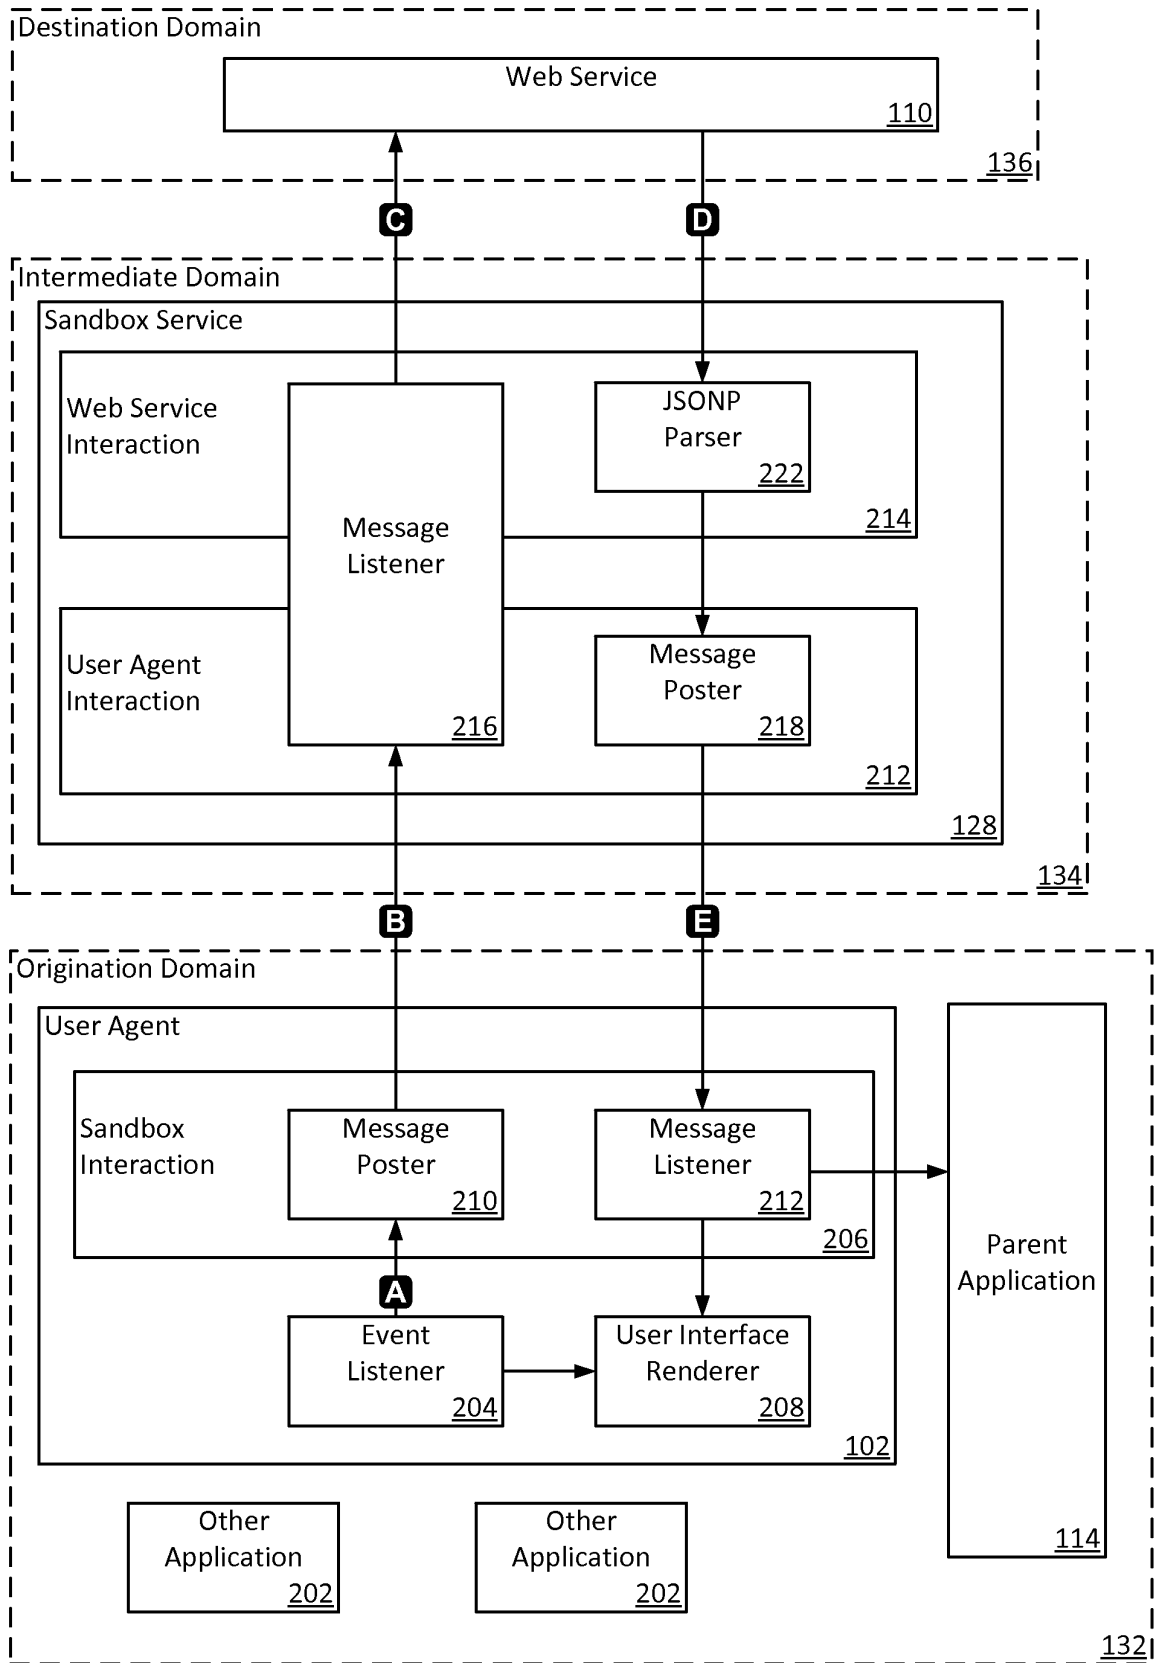 Destination Domain
Web Service
110
136
C
D
Intermediate Domain
Sandbox Service
Web Service
Interaction
JSONP
Parser
222
214
Message
Listener
216
User Agent
Interaction
Message
Poster
218
212
128
134
B
E
Origination Domain
User Agent
Sandbox
Interaction
Message
Poster
210
Message
Listener
212
206
A
Event
Listener
204
User Interface
Renderer
208
102
Parent
Application
114
Other
Application
202
Other
Application
202
132